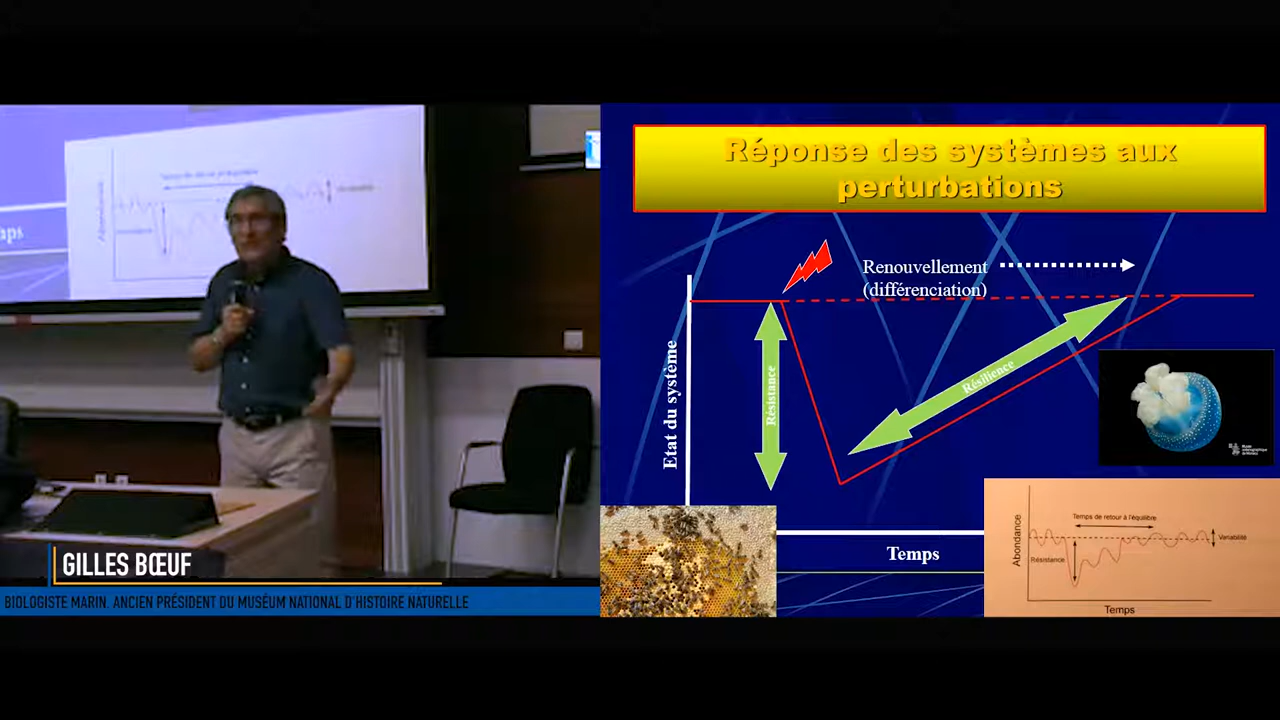 aps
GILLES BŒUF
BIOLOGISTE MARIN. ANCIEN PRÉSIDENT DU MUSÉUM NATIONAL D'HISTOIRE NATURELLE
Réponse des systèmes aux
perturbations
Renouvellement
(différenciation)
Etat du système
Résistance
Résilience
Temps
Abondance
Temps de retour à l'équilibre
Variabilité
Résistance
Temps